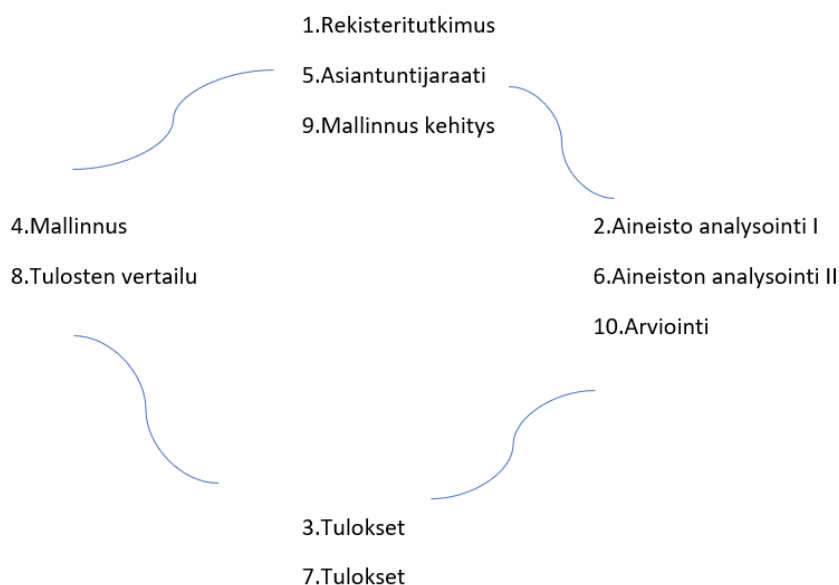 1.Rekisteritutkimus
5.Asiantuntijaraati
9.Mallinnus kehitys
4.Mallinnus
8.Tulosten vertailu
2.Aineisto analysointi I
6.Aineiston analysointi II
10.Arviointi
3.Tulokset
7.Tulokset